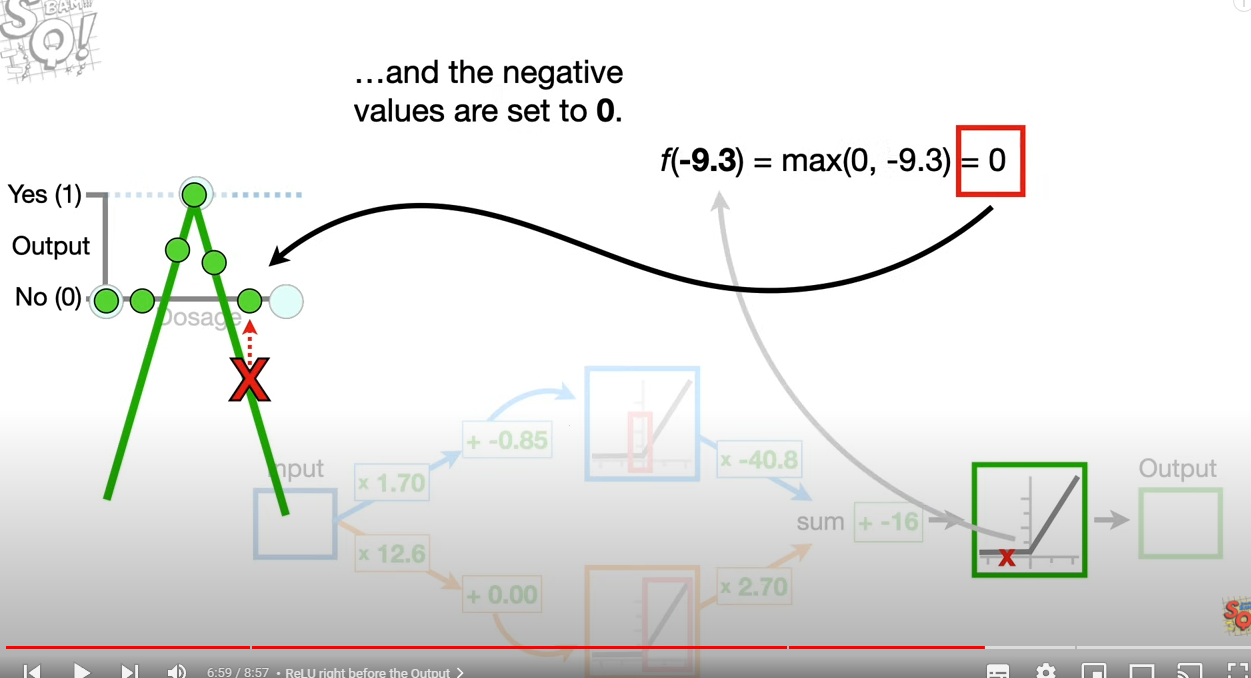 S
BAM!!!
Q!
…and the negative
values are set to 0.
f(-9.3) = max(0, -9.3) = 0
Yes (1)
Output
No (0)
Dosage
X
Input
x 1.70
+ -0.85
x -40.8
x 12.6
+ 0.00
x 2.70
sum
+ -16
x
Output
SQ
6:59 / 8:57 • ReLU right before the Output >